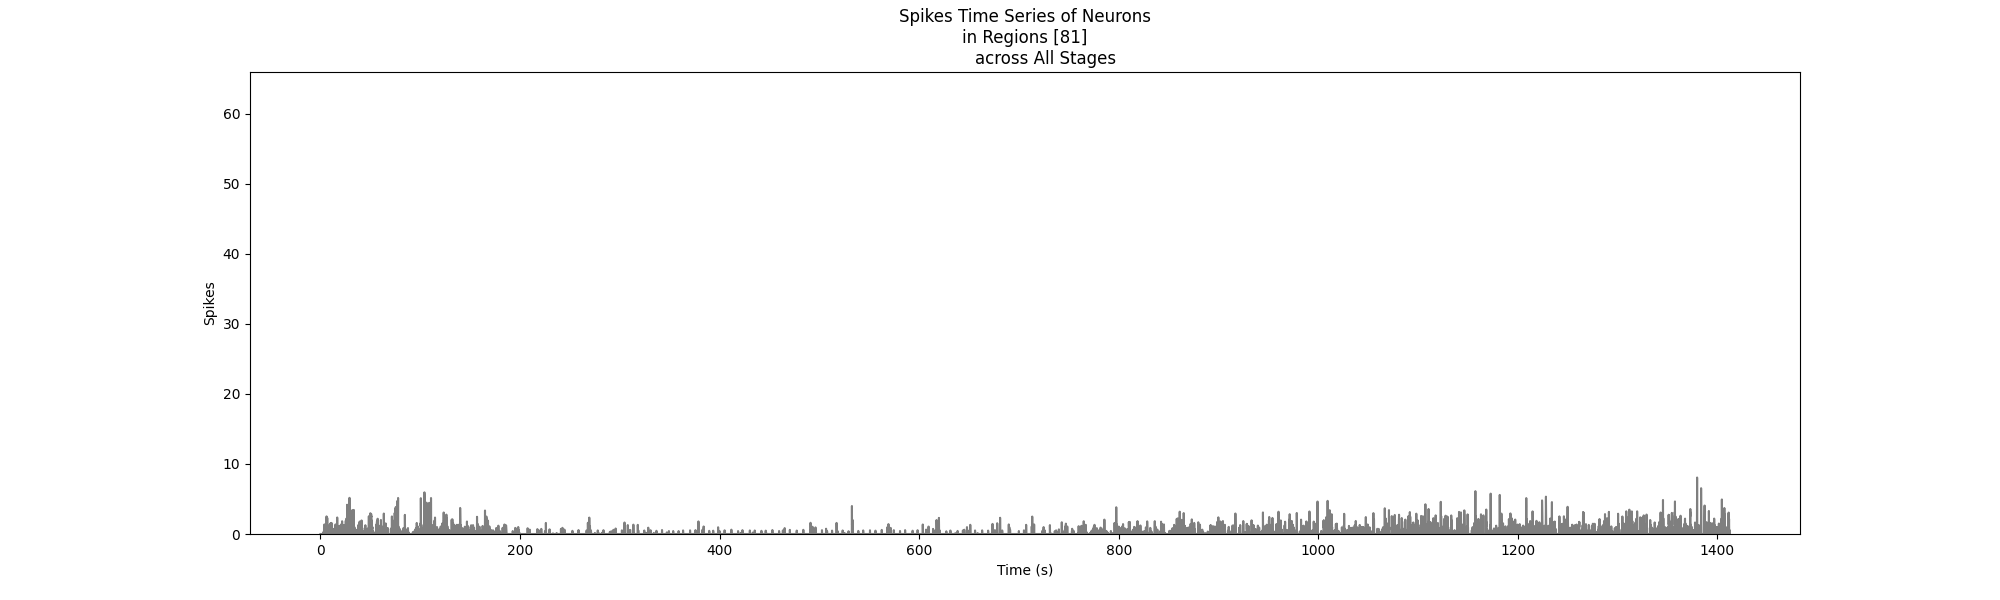 Spikes Time Series of Neurons
in Regions [81]
across All Stages
60
50
40
30
20
10
0
Spikes
0 200 400 600 800 1000 1200 1400
Time (s)